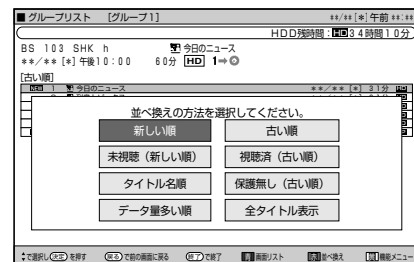 ■グループリスト [グループ1] **/**[*]午前**:**
HDD残時間:HD34時間10分
BS 103 SHK h 今日のニュース
**/** [*] 午後10:00 60分 HD 1➡
[古い順]
NEW 1 今日のニュース **/** [*] 31分 HD
並べ換えの方法を選択してください。
新しい順 古い順
未視聴(新しい順) 視聴済(古い順)
タイトル名順 保護無し(古い順)
データ量多い順 全タイトル表示
で選択し決定を押す 戻るで前の画面に戻る 終了で終了 青 画面リスト 緑 並べ換え 機能メニュー